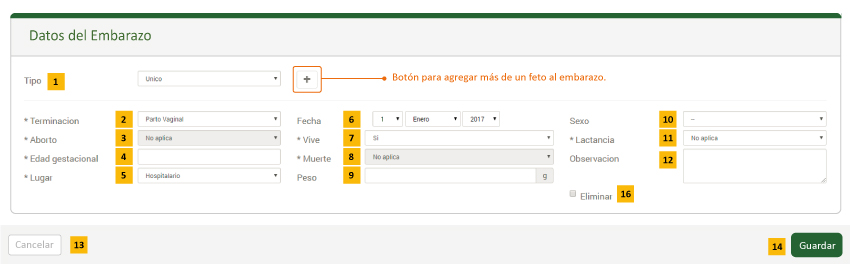 Datos del Embarazo
Tipo 1 Unico + Botón para agregar más de un feto al embarazo.
* Terminacion 2 Parto Vaginal Fecha 6 1 Enero 2017 Sexo 10 --
* Aborto 3 No aplica * Vive 7 Sí * Lactancia 11 No aplica
* Edad gestacional 4 * Muerte 8 No aplica Observacion 12
* Lugar 5 Hospitalario Peso 9 g
Eliminar 16
Cancelar 13 14 Guardar